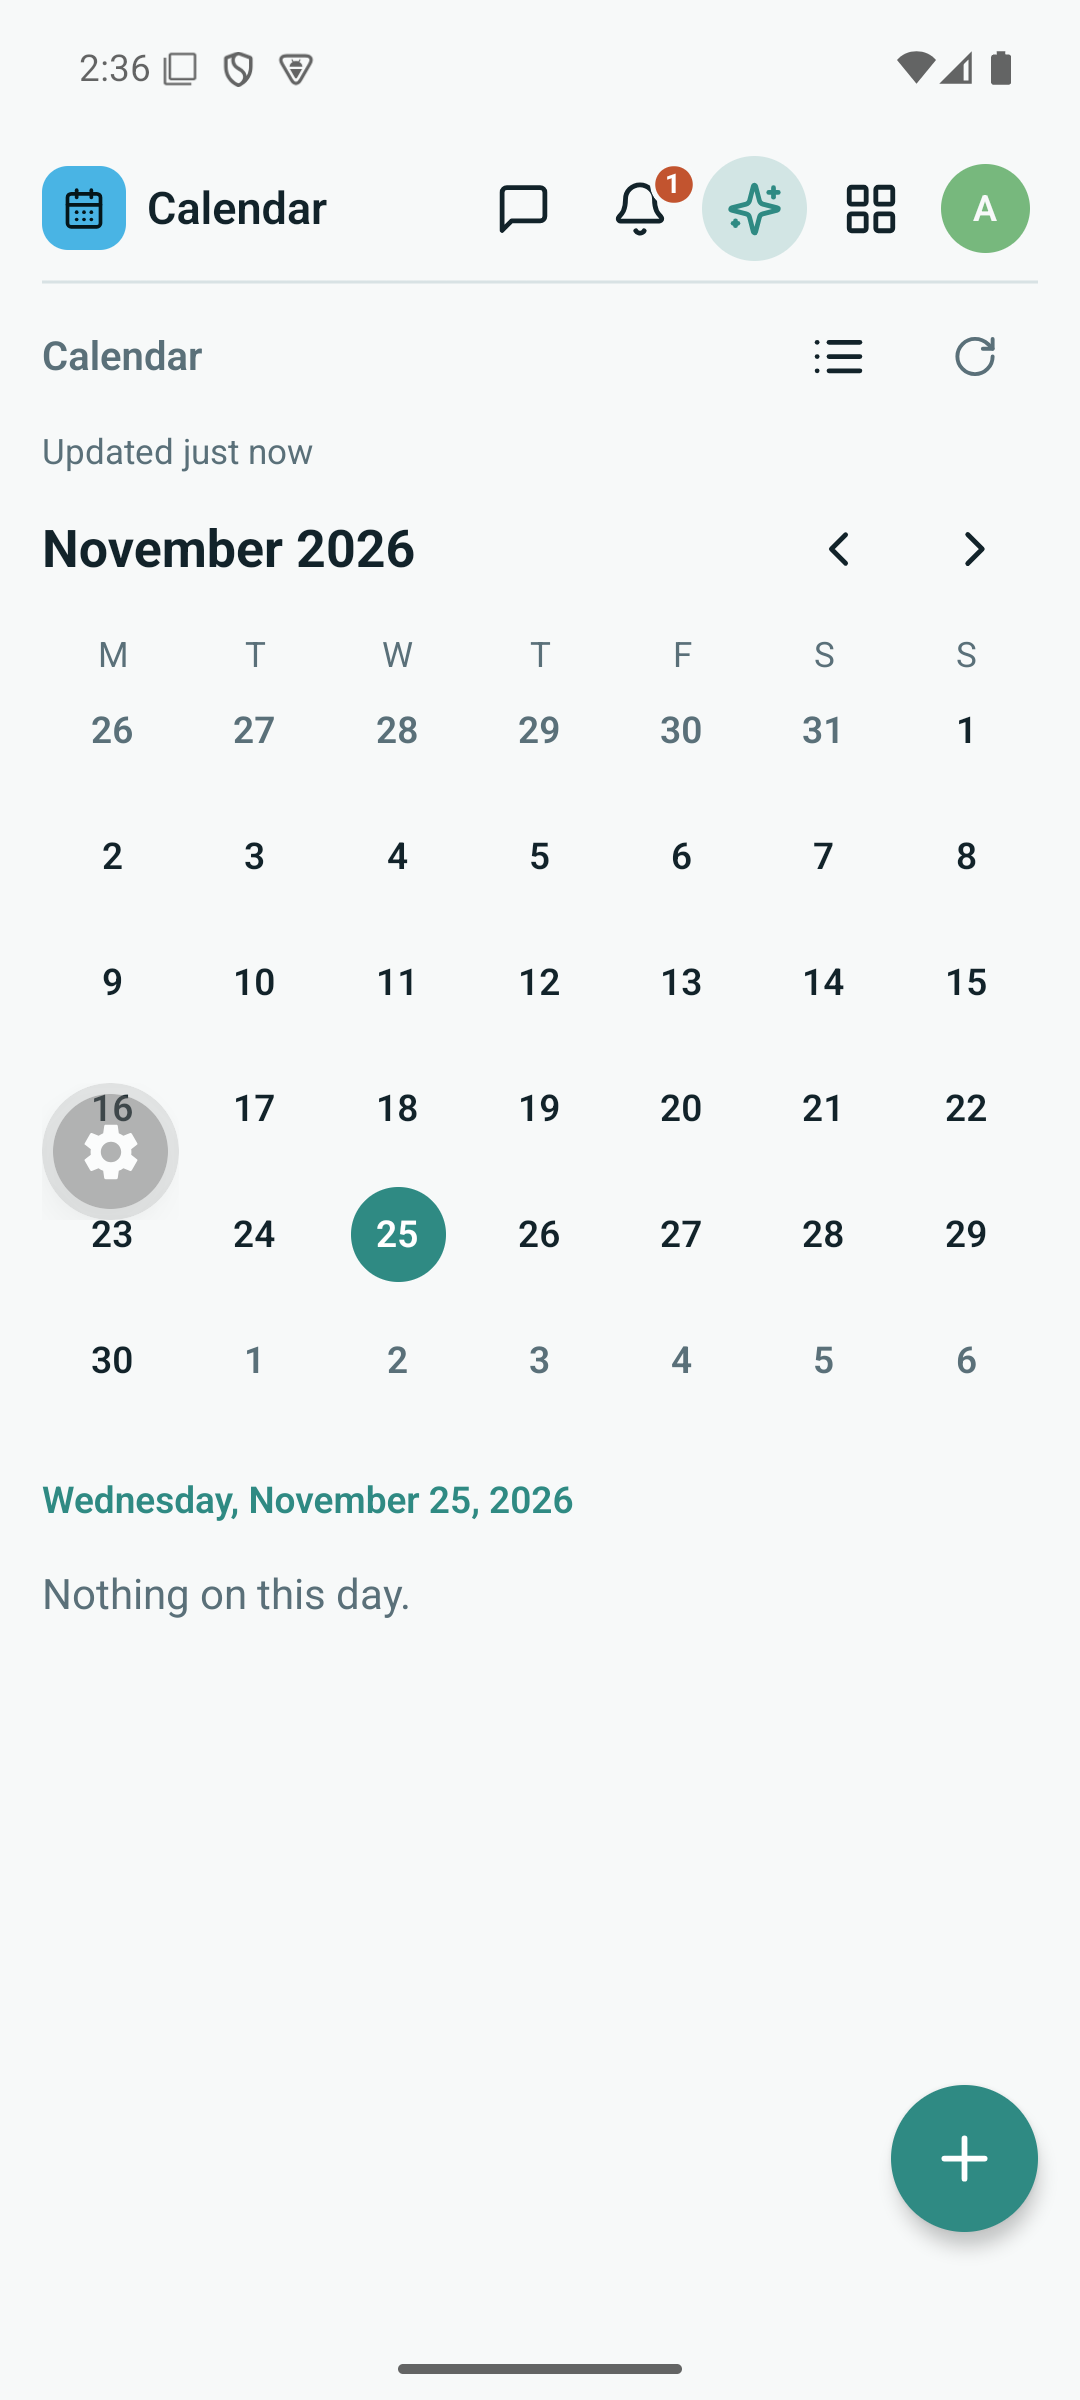 2:36
Calendar
1
A
Calendar
Updated just now
November 2026
M T W T F S S
26 27 28 29 30 31 1
2 3 4 5 6 7 8
9 10 11 12 13 14 15
16 17 18 19 20 21 22
23 24 25 26 27 28 29
30 1 2 3 4 5 6
Wednesday, November 25, 2026
Nothing on this day.